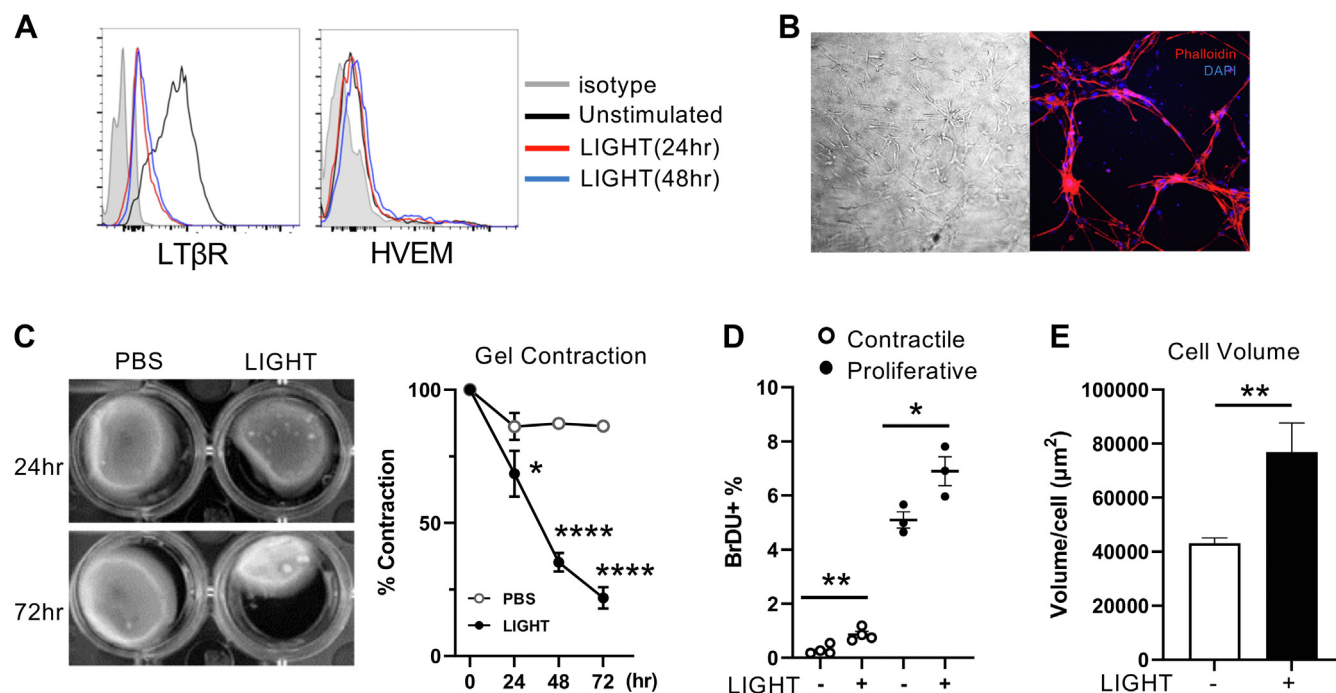 A
isotype
Unstimulated
LIGHT(24hr)
LIGHT(48hr)
LTβR
HVEM
B
Phalloidin
DAPI
C
PBS
LIGHT
24hr
72hr
Gel Contraction
% Contraction
100
50
0
*
****
****
PBS
LIGHT
0 24 48 72 (hr)
D
Contractile
Proliferative
BrDU+ %
10
8
6
4
2
0
**
*
LIGHT - + - +
E
Cell Volume
Volume/cell (μm²)
100000
80000
60000
40000
20000
0
**
LIGHT - +